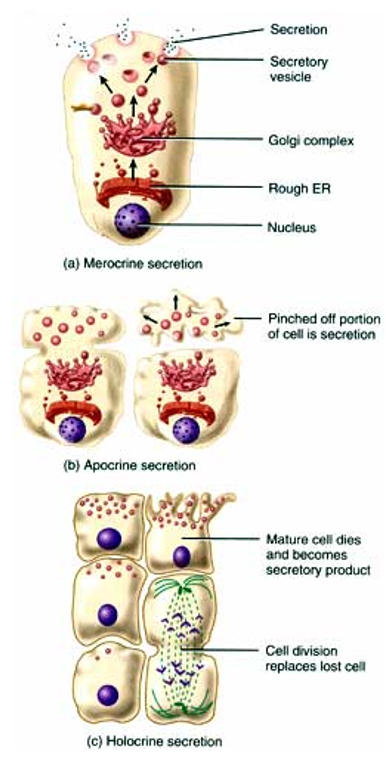 Secretion
Secretory
vesicle
Golgi complex
Rough ER
Nucleus
(a) Merocrine secretion
Pinched off portion
of cell is secretion
(b) Apocrine secretion
Mature cell dies
and becomes
secretory product
Cell division
replaces lost cell
(c) Holocrine secretion